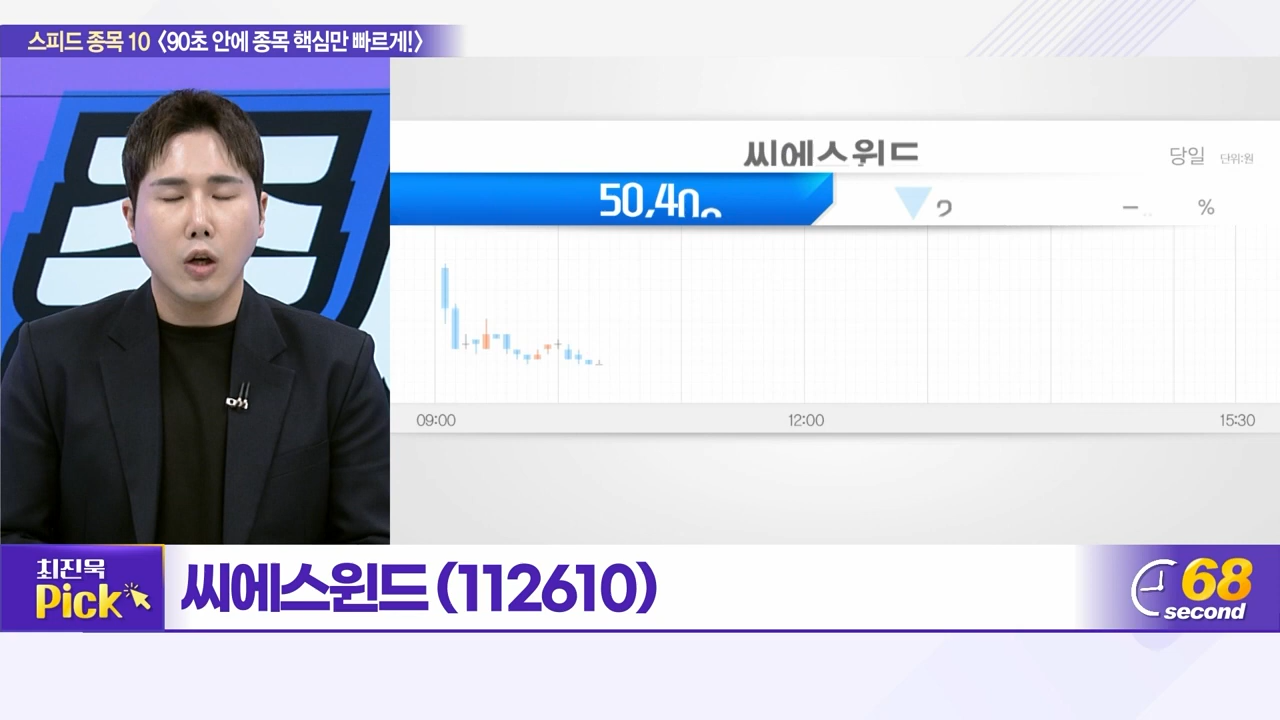 스피드 종목 10 <90초 안에 종목 핵심만 빠르게!>
씨에스윈드
당일 단위:원
%
09:00 12:00 15:30
최진욱
Pick
씨에스윈드(112610)
68
second